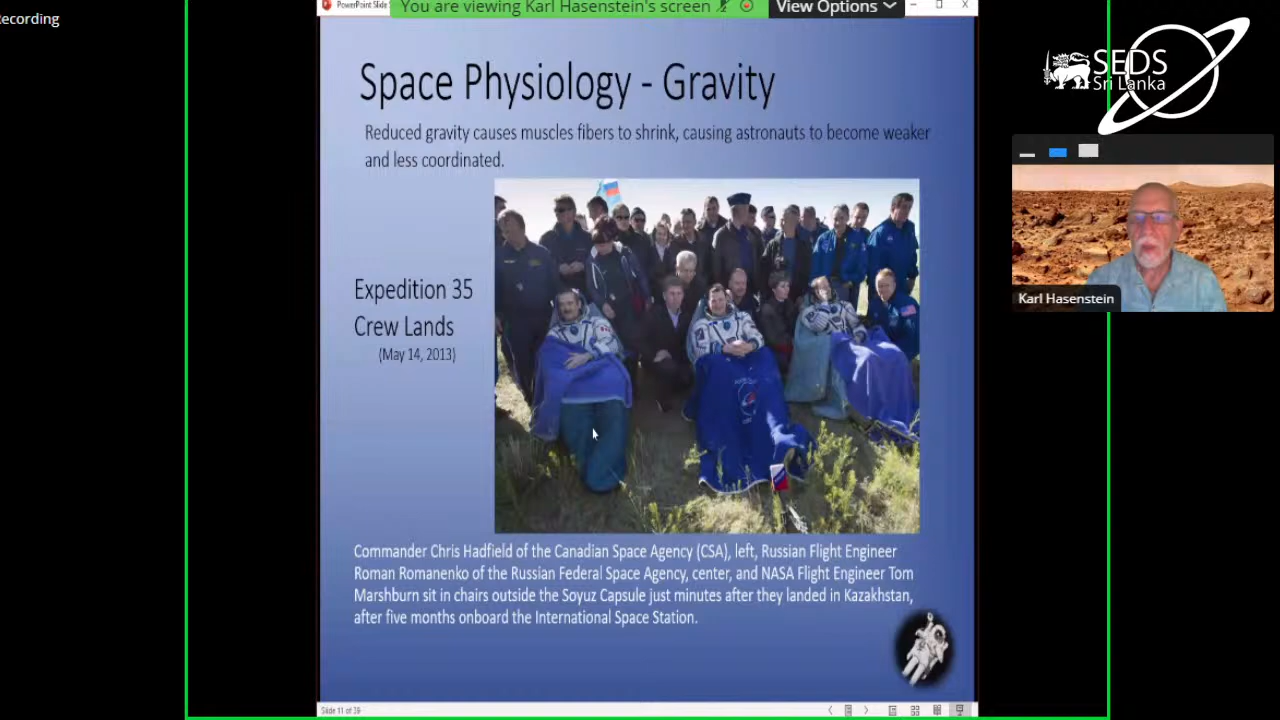 Recording
PowerPoint Slide
You are viewing Karl Hasenstein's screen
View Options
SEDS
Sri Lanka
Space Physiology - Gravity
Reduced gravity causes muscles fibers to shrink, causing astronauts to become weaker
and less coordinated.
Expedition 35
Crew Lands
(May 14, 2013)
Karl Hasenstein
Commander Chris Hadfield of the Canadian Space Agency (CSA), left, Russian Flight Engineer
Roman Romanenko of the Russian Federal Space Agency, center, and NASA Flight Engineer Tom
Marshburn sit in chairs outside the Soyuz Capsule just minutes after they landed in Kazakhstan,
after five months onboard the International Space Station.
Slide 11 of 39